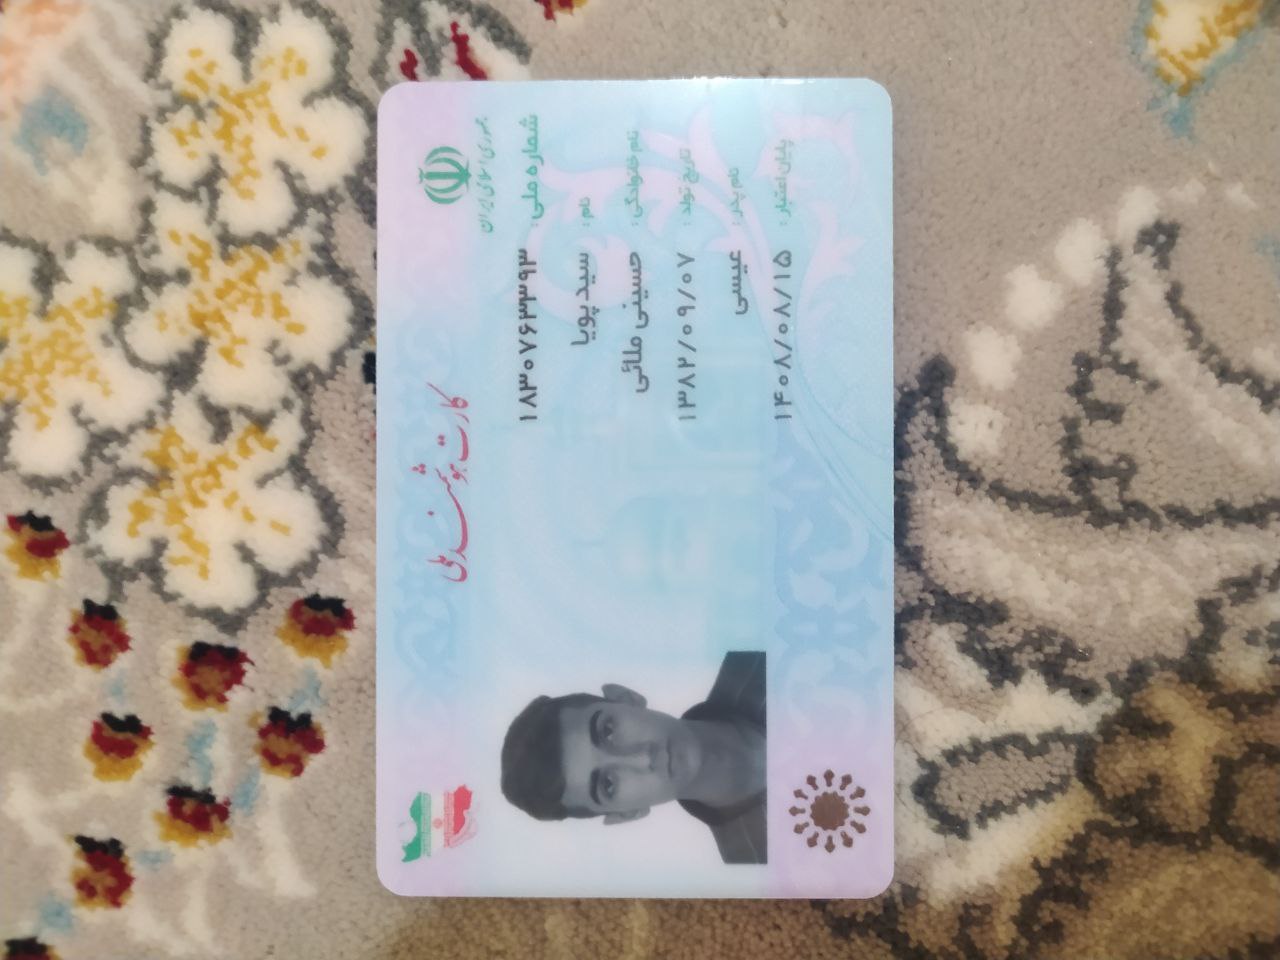 جمهوری اسلامی ایران
کارت هوشمند ملی
شماره ملی: ۱۸۳۰۷۶۳۳۹۳
نام: سید پویا
نام خانوادگی: حسینی ملائی
تاریخ تولد: ۱۳۸۲/۰۹/۰۷
نام پدر: عیسی
پایان اعتبار: ۱۴۰۸/۰۸/۱۵